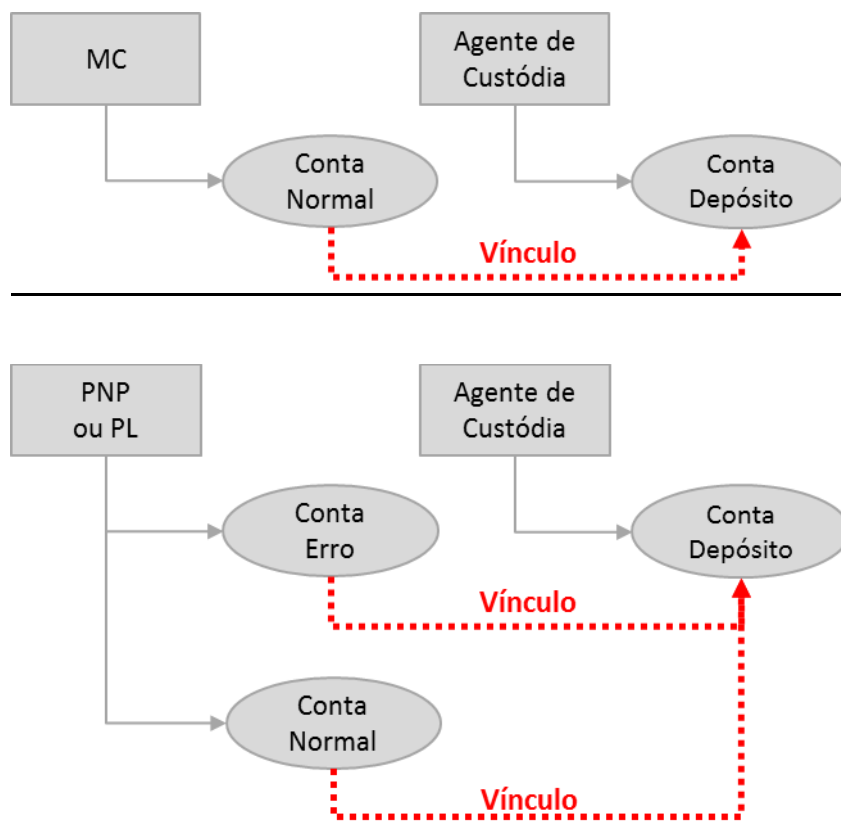 MC
Agente de
Custódia
Conta
Normal
Conta
Depósito
Vínculo
PNP
ou PL
Agente de
Custódia
Conta
Erro
Conta
Depósito
Vínculo
Conta
Normal
Vínculo